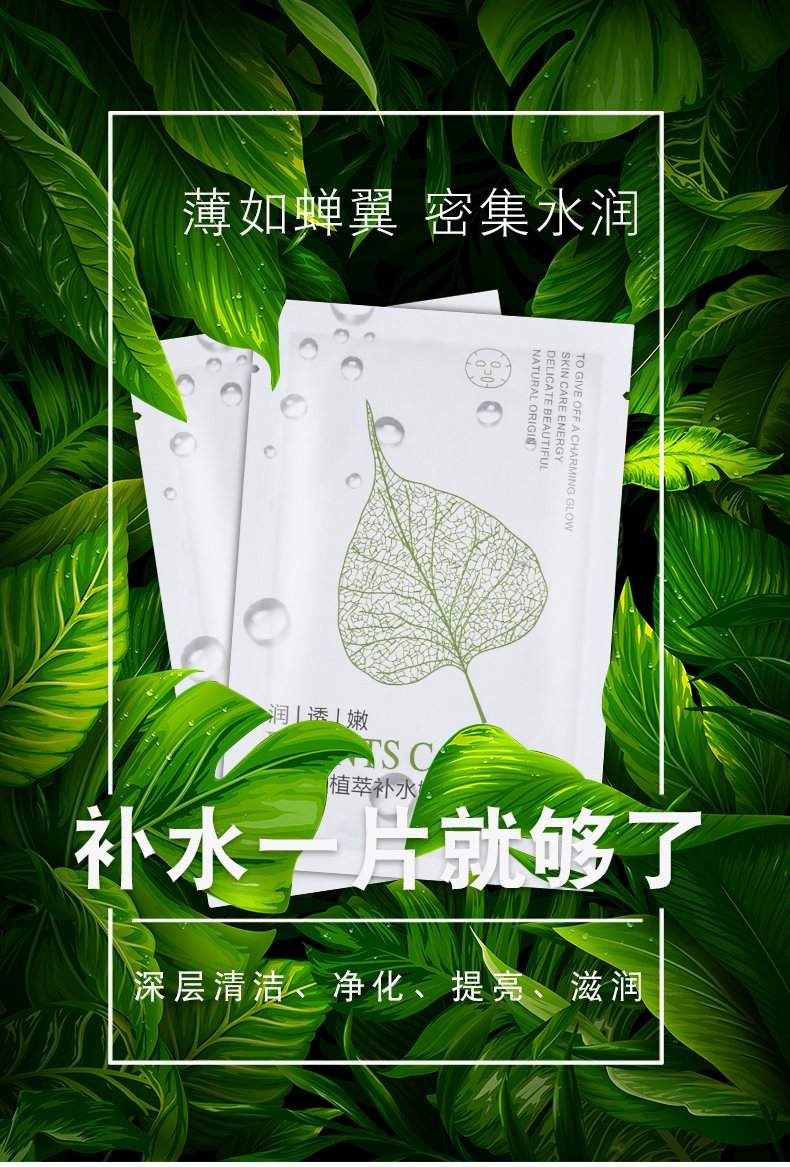 薄如蝉翼 密集水润
TO GIVE OFF A CHARMING GLOW
SKIN CARE ENERGY
DELICATE BEAUTIFUL
NATURAL ORIGIN
润|透|嫩
植萃补水
补水一片就够了
深层清洁、净化、提亮、滋润